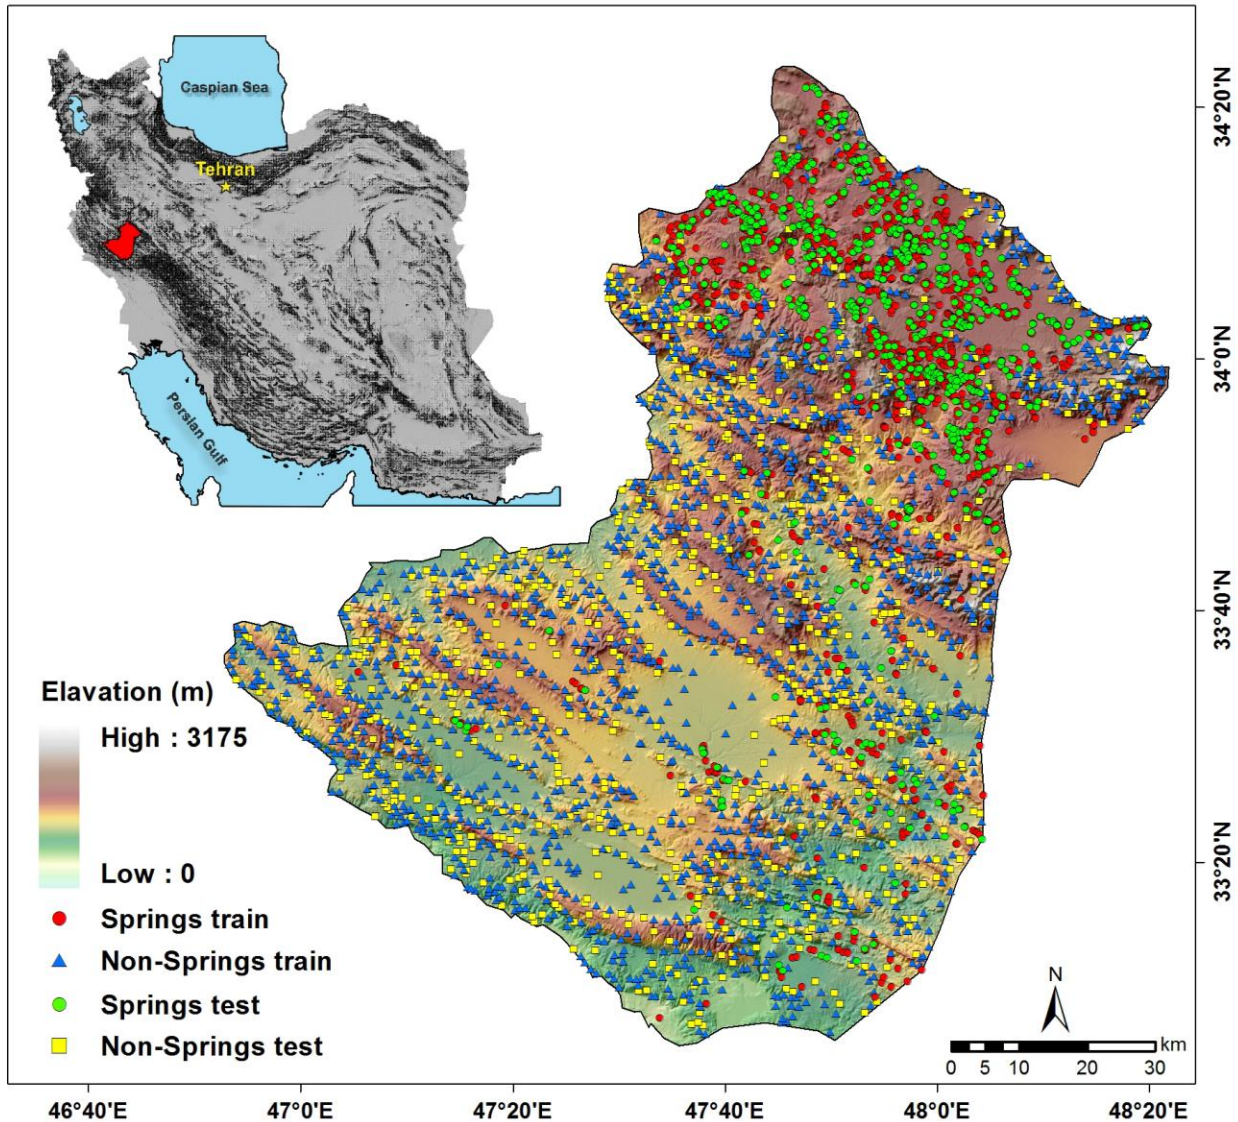 Caspian Sea
Tehran
Persian Gulf
Elavation (m)
High : 3175
Low : 0
Springs train
Non-Springs train
Springs test
Non-Springs test
N
km
0 5 10 20 30
34°20'N
34°0'N
33°40'N
33°20'N
46°40'E 47°0'E 47°20'E 47°40'E 48°0'E 48°20'E